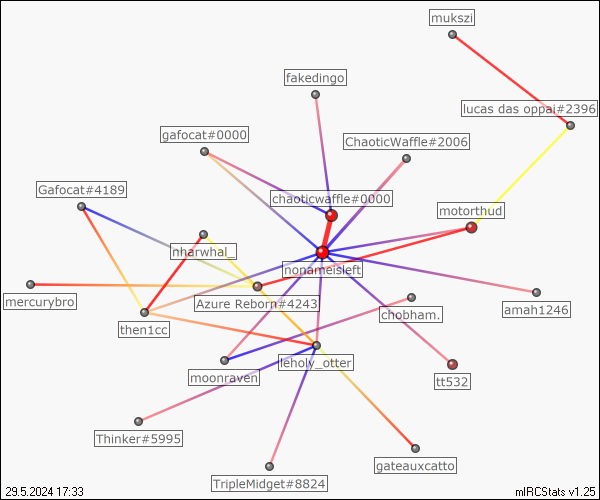 mukszi
fakedingo
lucas das oppai#2396
gafocat#0000
ChaoticWaffle#2006
Gafocat#4189
chaoticwaffle#0000
motorthud
nharwhal_
nonameisleft
mercurybro
Azure Reborn#4243
amah1246
chobham.
then1cc
leholy_otter
moonraven
tt532
Thinker#5995
gateauxcatto
TripleMidget#8824
29.5.2024 17:33
mIRCStats v1.25